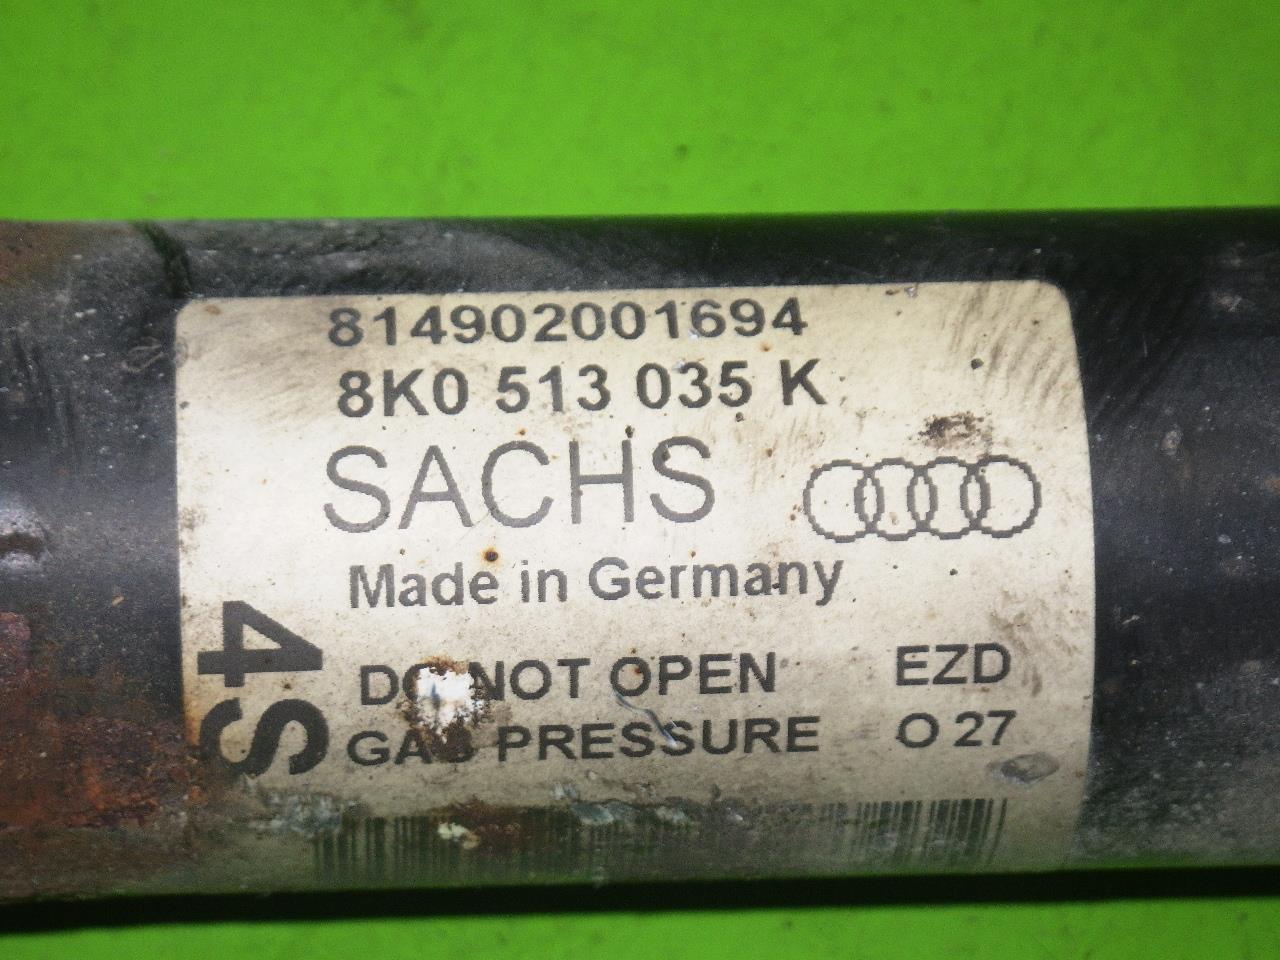 814902001694
8K0 513 035 K
SACHS
Made in Germany
DO NOT OPEN EZD
GAS PRESSURE O 27
4S